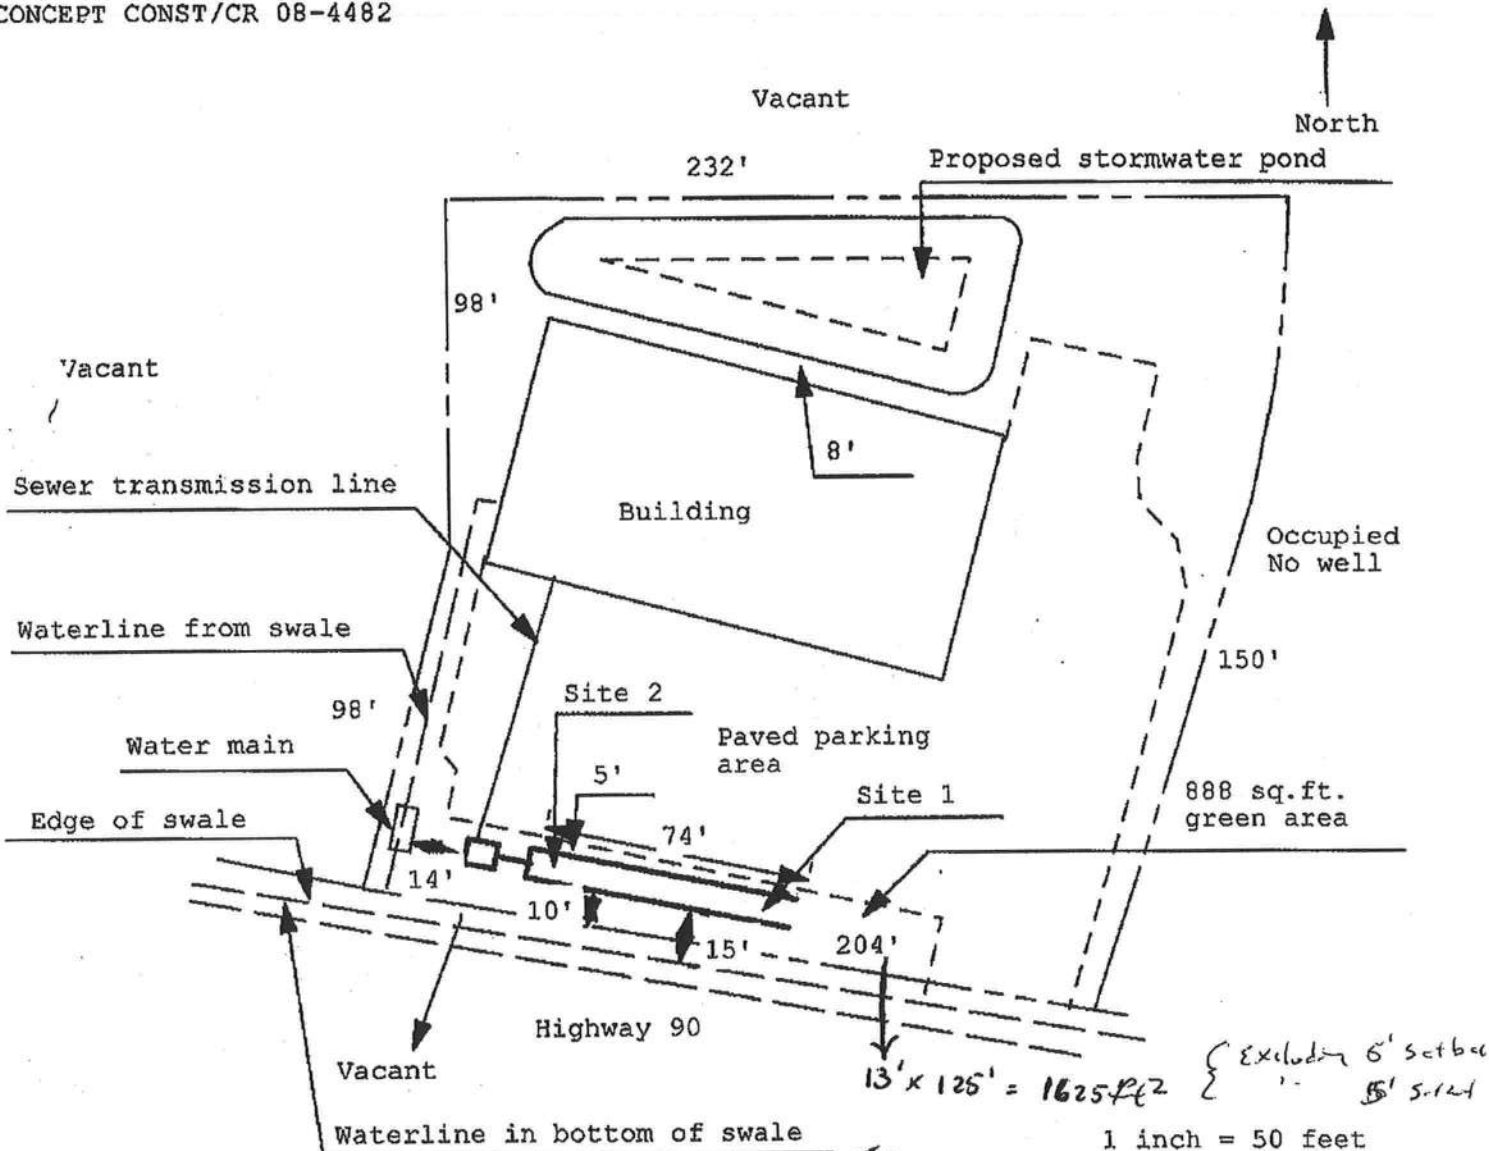 CONCEPT CONST/CR 08-4482
North
Vacant
232'
Proposed stormwater pond
98'
Vacant
8'
Sewer transmission line
Building
Occupied
No well
Waterline from swale
150'
98'
Site 2
Water main
Paved parking
area
5'
Site 1
888 sq.ft.
green area
Edge of swale
74'
14'
10'
15'
204'
Highway 90
Vacant
13' x 125' = 1625 ft2
Excluding 5'
Waterline in bottom of swale
1 inch = 50 feet